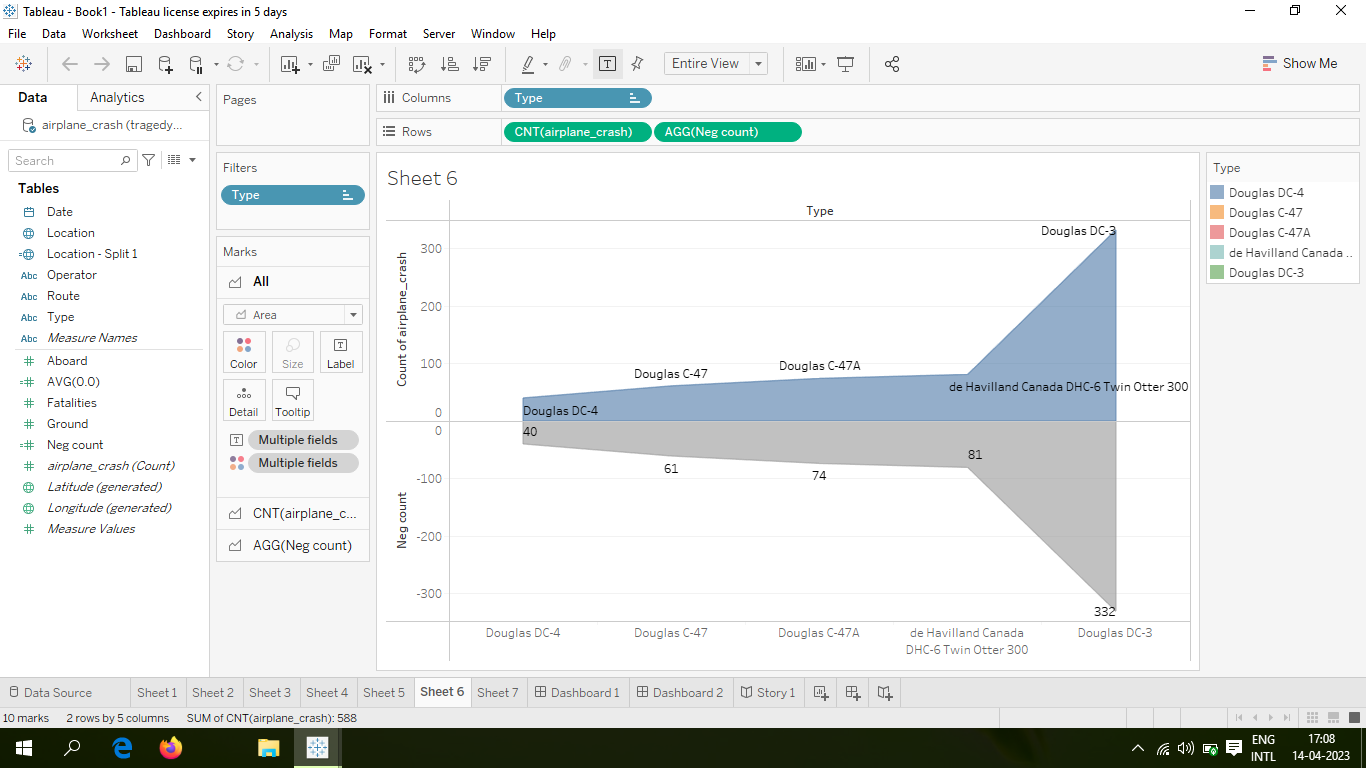 Tableau - Book1 - Tableau license expires in 5 days
File Data Worksheet Dashboard Story Analysis Map Format Server Window Help
Entire View
Show Me
Data Analytics
airplane_crash (tragedy...
Search
Tables
Date
Location
Location - Split 1
Abc Operator
Abc Route
Abc Type
Abc Measure Names
Aboard
AVG(0.0)
Fatalities
Ground
Neg count
airplane_crash (Count)
Latitude (generated)
Longitude (generated)
Measure Values
Pages
Filters
Type
Marks
All
Area
Color Size Label
Detail Tooltip
Multiple fields
Multiple fields
CNT(airplane_c...
AGG(Neg count)
Columns Type
Rows CNT(airplane_crash) AGG(Neg count)
Sheet 6
Type
Count of airplane_crash
300
200
100
0
Douglas DC-4
Douglas C-47
Douglas C-47A
de Havilland Canada DHC-6 Twin Otter 300
Douglas DC-3
Neg count
0
-100
-200
-300
40
61
74
81
332
Douglas DC-4 Douglas C-47 Douglas C-47A de Havilland Canada Douglas DC-3
DHC-6 Twin Otter 300
Type
Douglas DC-4
Douglas C-47
Douglas C-47A
de Havilland Canada ..
Douglas DC-3
Data Source Sheet 1 Sheet 2 Sheet 3 Sheet 4 Sheet 5 Sheet 6 Sheet 7 Dashboard 1 Dashboard 2 Story 1
10 marks 2 rows by 5 columns SUM of CNT(airplane_crash): 588
ENG 17:08
INTL 14-04-2023